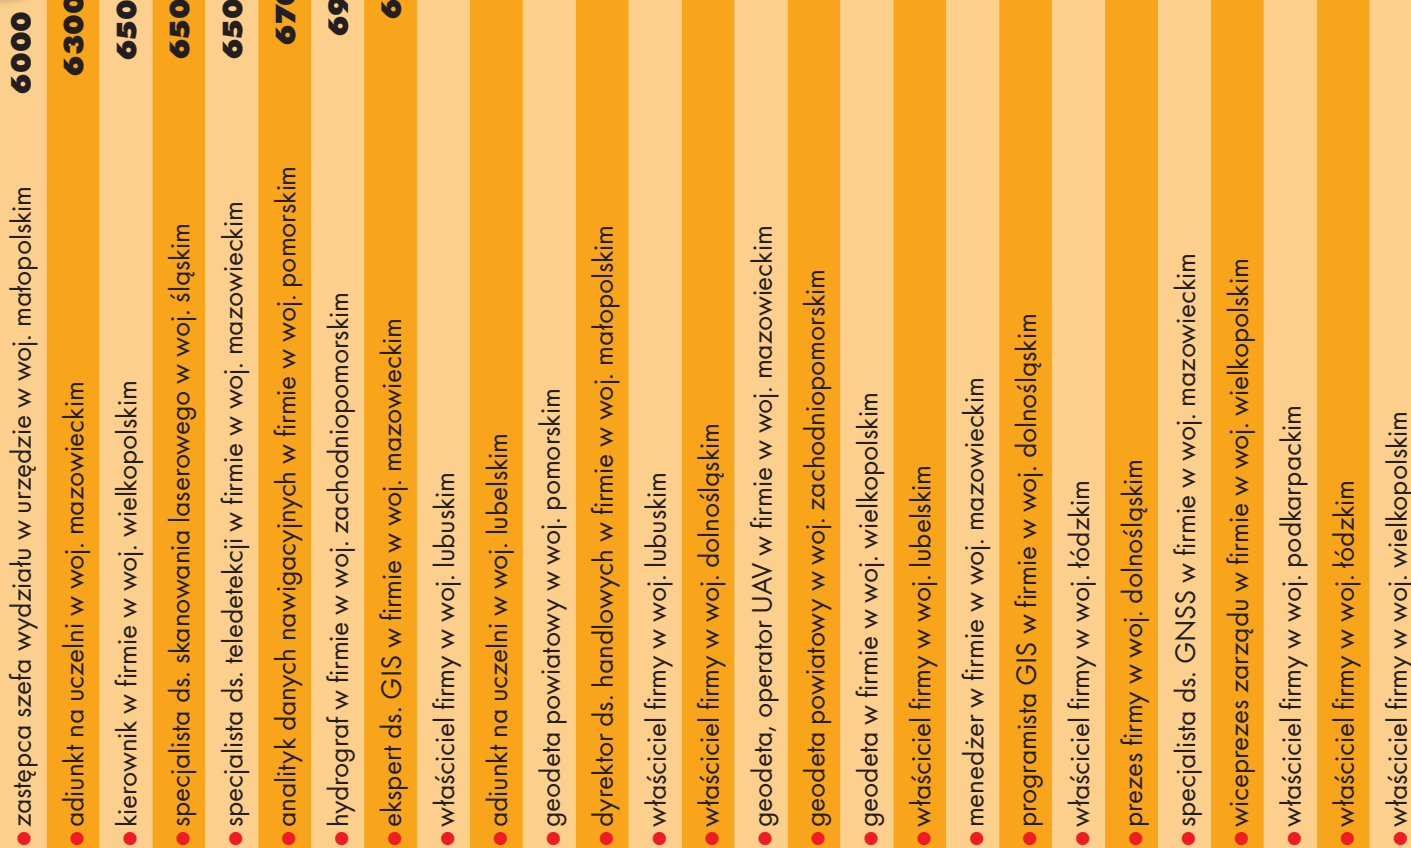 zastępca szefa wydziału w urzędzie w woj. małopolskim 6000
adiunkt na uczelni w woj. mazowieckim 6300
kierownik w firmie w woj. wielkopolskim 650
specjalista ds. skanowania laserowego w woj. śląskim 650
specjalista ds. teledetekcji w firmie w woj. mazowieckim 650
analityk danych nawigacyjnych w firmie w woj. pomorskim 670
hydrograf w firmie w woj. zachodniopomorskim 69
ekspert ds. GIS w firmie w woj. mazowieckim 6
właściciel firmy w woj. lubuskim
adiunkt na uczelni w woj. lubelskim
geodeta powiatowy w woj. pomorskim
dyrektor ds. handlowych w firmie w woj. małopolskim
właściciel firmy w woj. lubuskim
właściciel firmy w woj. dolnośląskim
geodeta, operator UAV w firmie w woj. mazowieckim
geodeta powiatowy w woj. zachodniopomorskim
geodeta w firmie w woj. wielkopolskim
właściciel firmy w woj. lubelskim
menedżer w firmie w woj. mazowieckim
programista GIS w firmie w woj. dolnośląskim
właściciel firmy w woj. łódzkim
prezes firmy w woj. dolnośląskim
specjalista ds. GNSS w firmie w woj. mazowieckim
wiceprezes zarządu w firmie w woj. wielkopolskim
właściciel firmy w woj. podkarpackim
właściciel firmy w woj. łódzkim
właściciel firmy w woj. wielkapolskim